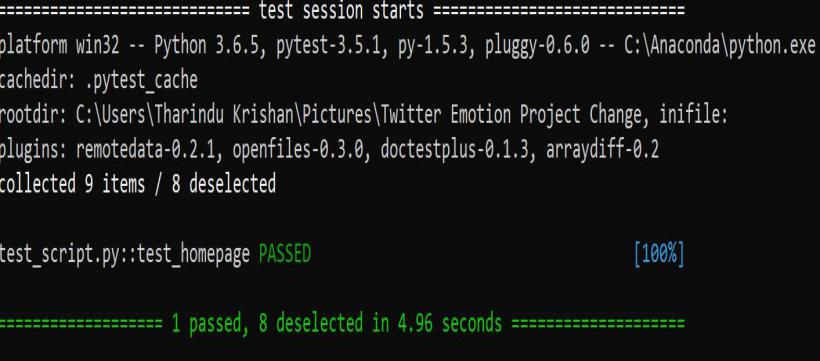 ============================= test session starts =============================
platform win32 -- Python 3.6.5, pytest-3.5.1, py-1.5.3, pluggy-0.6.0 -- C:\Anaconda\python.exe
cachedir: .pytest_cache
rootdir: C:\Users\Tharindu Krishan\Pictures\Twitter Emotion Project Change, inifile:
plugins: remotedata-0.2.1, openfiles-0.3.0, doctestplus-0.1.3, arraydiff-0.2
collected 9 items / 8 deselected
test_script.py::test_homepage PASSED [100%]
=================== 1 passed, 8 deselected in 4.96 seconds ====================